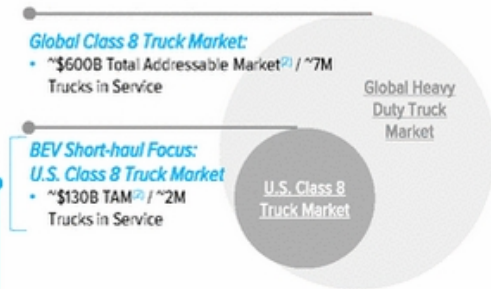 Global Class 8 Truck Market:
• ~$600B Total Addressable Market(2) / ~7M
Trucks in Service
Global Heavy
Duty Truck
Market
BEV Short-haul Focus:
U.S. Class 8 Truck Market
• ~$130B TAM(2) / ~2M
Trucks in Service
U.S. Class 8
Truck Market